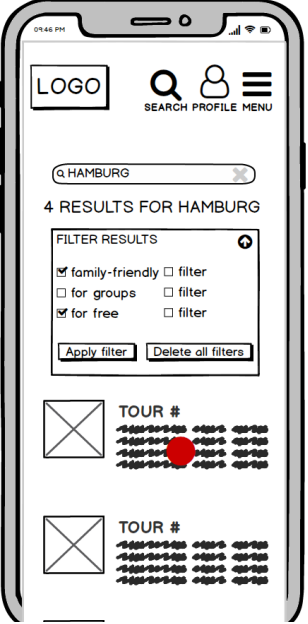 09:46 PM
LOGO
SEARCH PROFILE MENU
HAMBURG
4 RESULTS FOR HAMBURG
FILTER RESULTS
family-friendly filter
for groups filter
for free filter
Apply filter Delete all filters
TOUR #
TOUR #